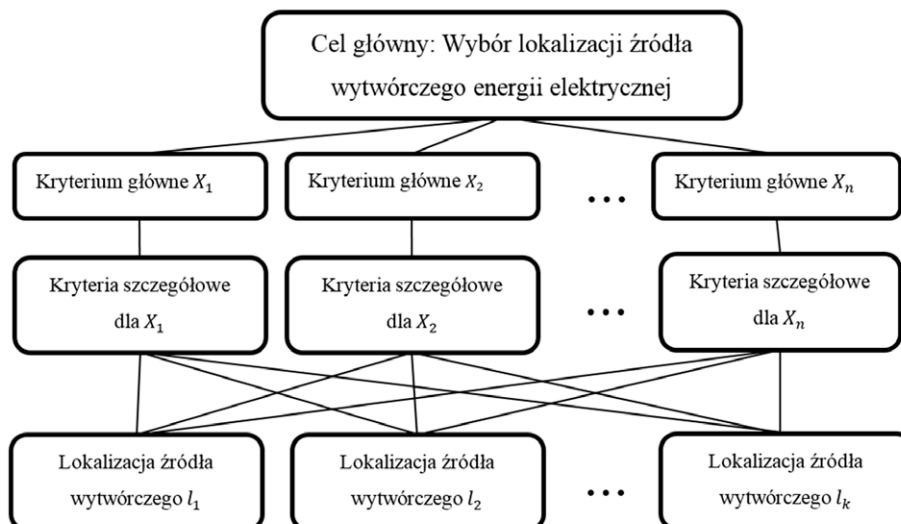 Cel główny: Wybór lokalizacji źródła
wytwórczego energii elektrycznej
Kryterium główne X₁
Kryterium główne X₂
...
Kryterium główne Xₙ
Kryteria szczegółowe
dla X₁
Kryteria szczegółowe
dla X₂
...
Kryteria szczegółowe
dla Xₙ
Lokalizacja źródła
wytwórczego l₁
Lokalizacja źródła
wytwórczego l₂
...
Lokalizacja źródła
wytwórczego lₖ